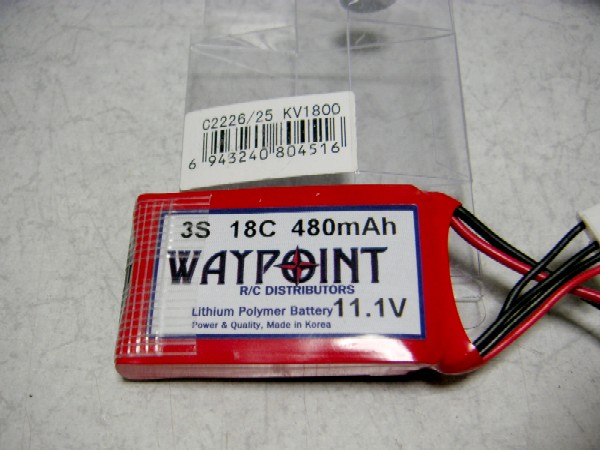 C2226/25 KV1800
6 943240 804516
3S 18C 480mAh
WAYPOINT
R/C DISTRIBUTORS
Lithium Polymer Battery 11.1V
Power & Quality, Made in Korea